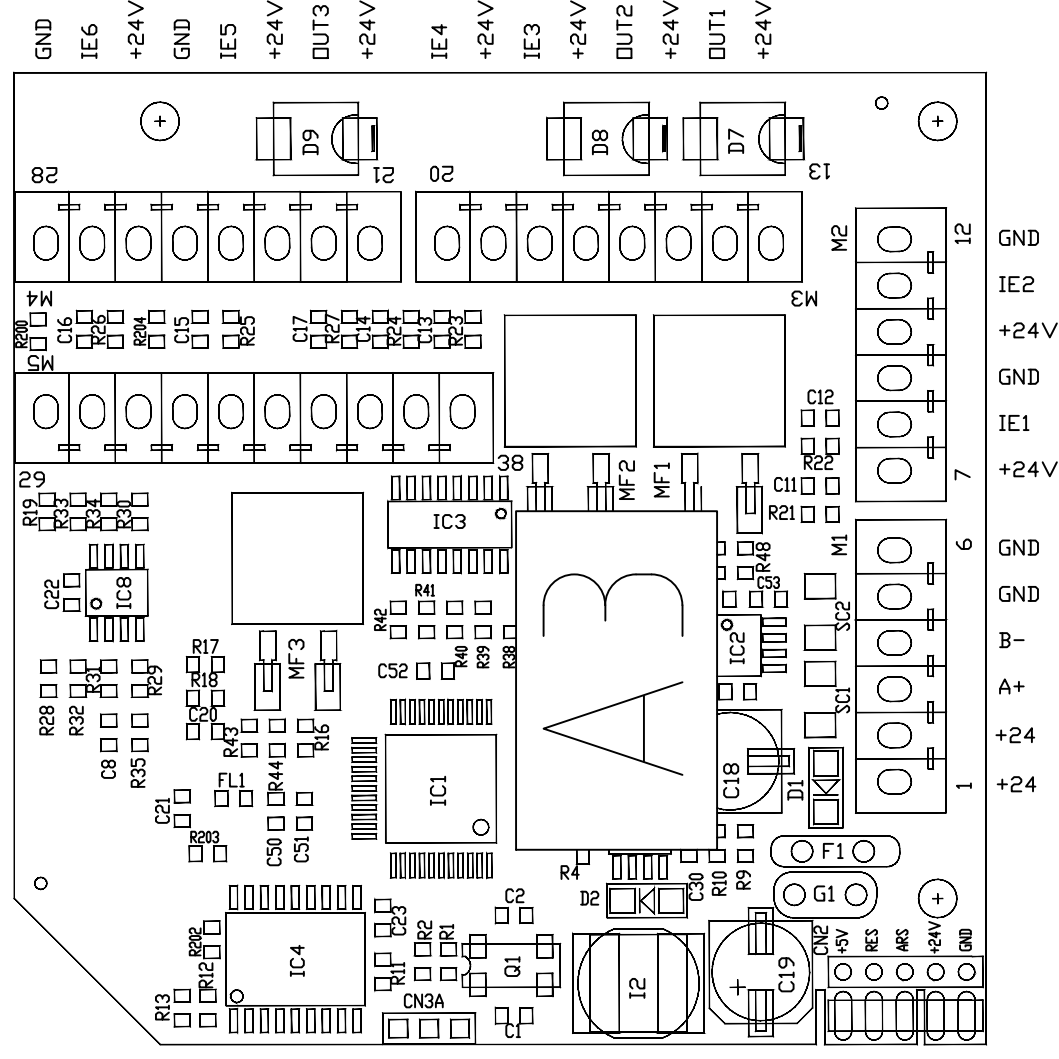 GND IE6 +24V GND IE5 +24V OUT3 +24V IE4 +24V IE3 +24V OUT2 +24V OUT1 +24V
D9 D8 D7
28 21 20 13
M2 12 GND
IE2
+24V
GND
IE1
+24V
7
M4 M3
R200 C16 R26 R204 C15 R25 C17 R27 C14 R24 C13 R23
M5
C12
R22
29 38 MF2 MF1
C11
R21
R19 R33 R34 R30
IC3
M1 6 GND
GND
B-
A+
+24
1 +24
R48
C53
C22 IC8
R41
R42 R40 R39 R38
A3
IC2
SC2
SC1
R17
R18
C20
MF3
C52
R31 R29
R28 R32
C8 R35
R43 R44 R16
C18
D1
FL1
IC1
C21
R203
C50 C51
F1
R4 C30 R10 R9
D2
G1
C2
C23
R2 R1
CN2 +5V RES ARS +24V GND
R202
IC4
R12
R11
Q1
I2
C19
R13
CN3A
C1